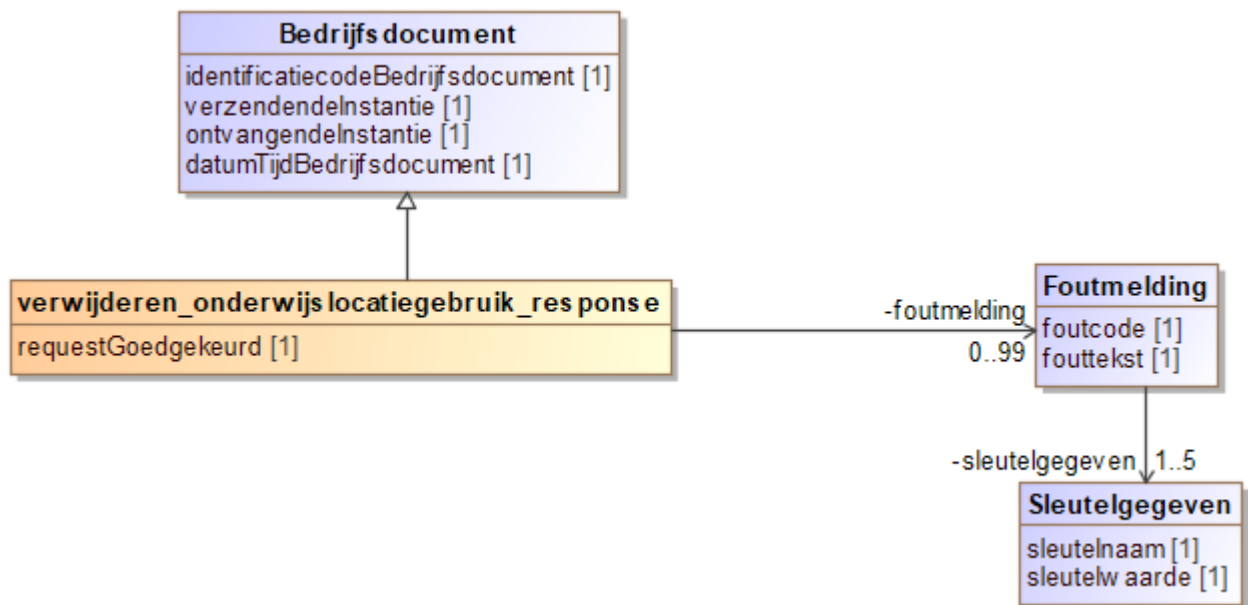 Bedrijfsdocument
identificatiecodeBedrijfsdocument [1]
verzendendeInstantie [1]
ontvangendeInstantie [1]
datumTijdBedrijfsdocument [1]
verwijderen_onderwijslocatiegebruik_response
requestGoedgekeurd [1]
-foutmelding
0..99
Foutmelding
foutcode [1]
fouttekst [1]
-sleutelgegeven 1..5
Sleutelgegeven
sleutelnaam [1]
sleutelwaarde [1]